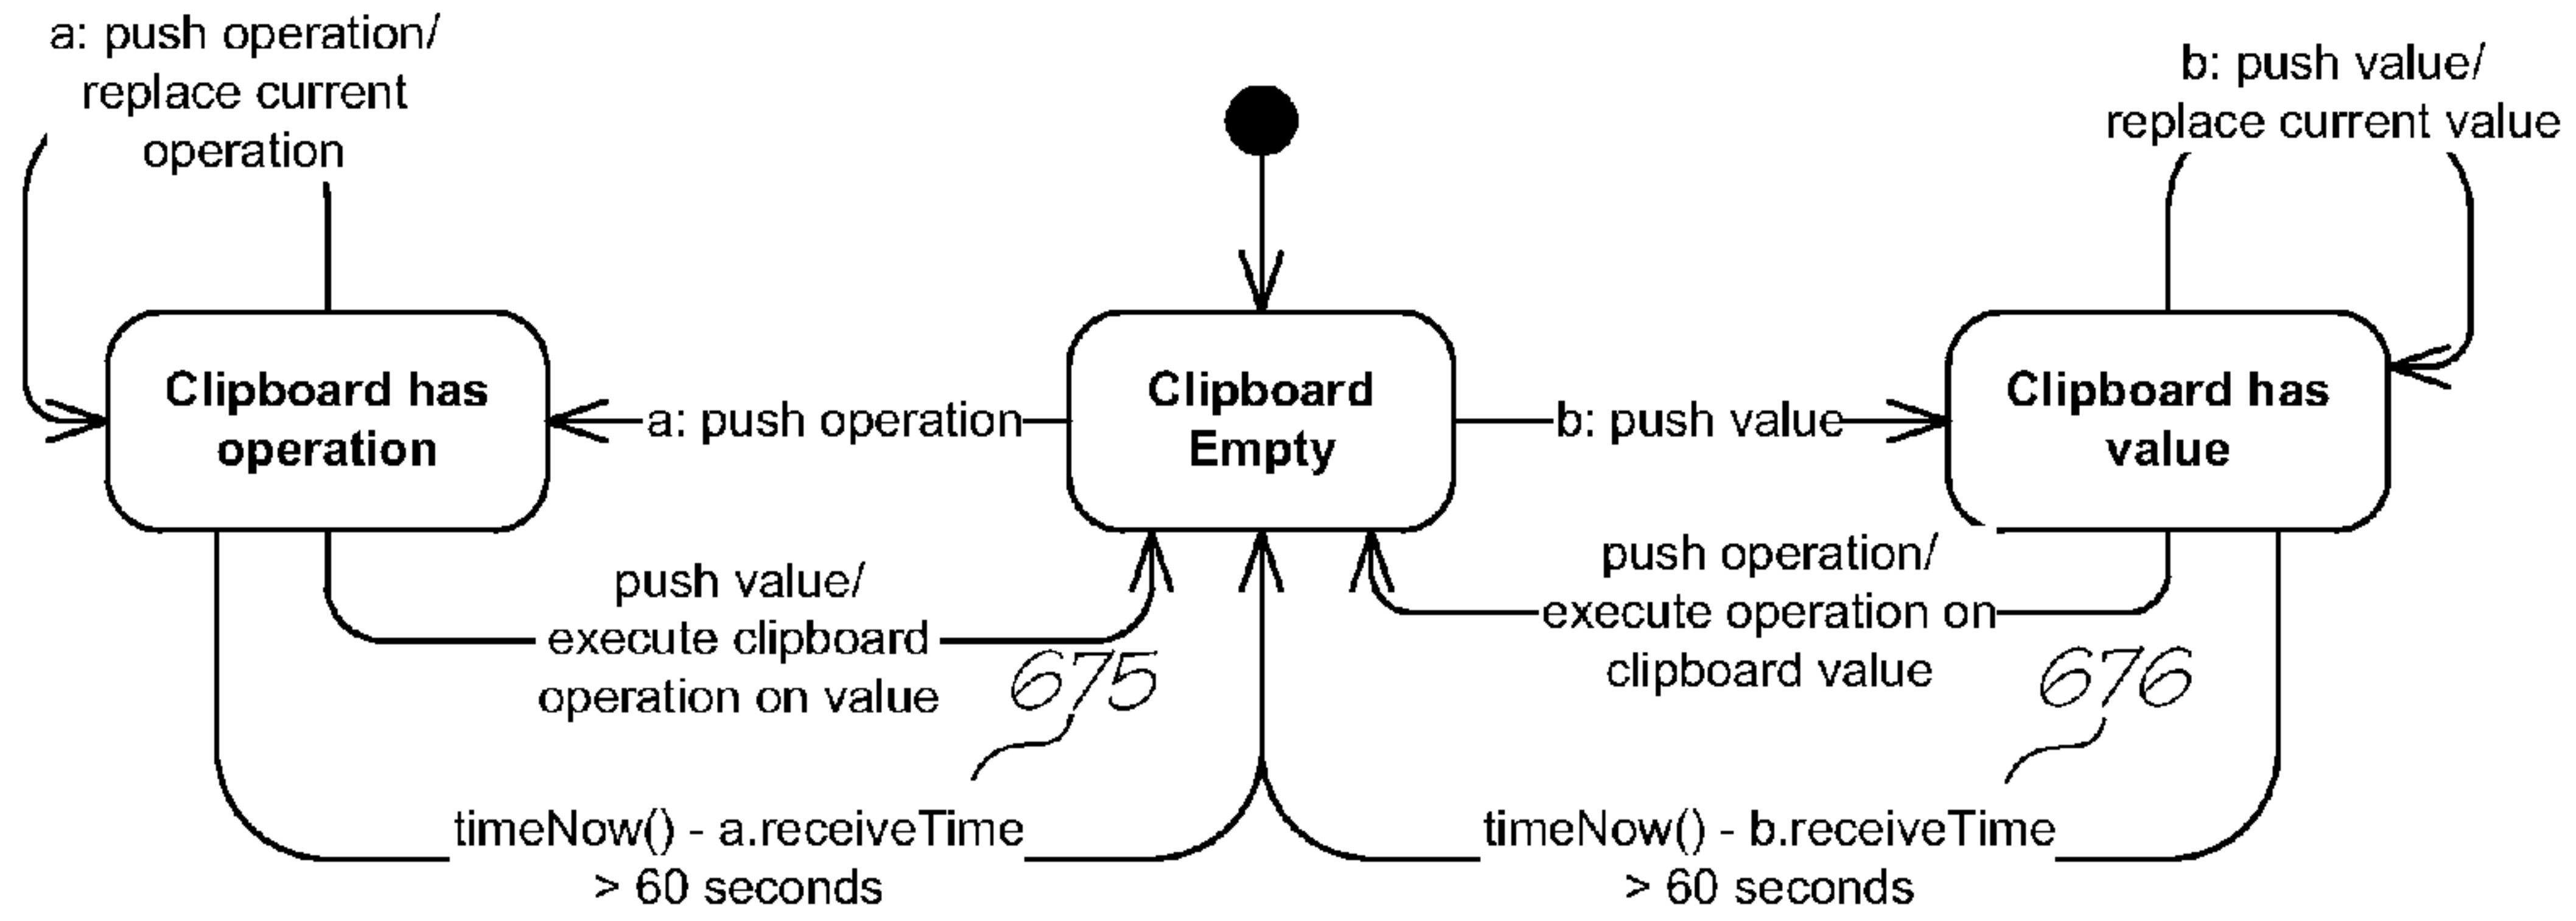 a: push operation/
replace current
operation
b: push value/
replace current value
Clipboard has
operation
a: push operation
Clipboard
Empty
b: push value
Clipboard has
value
push value/
execute clipboard
operation on value
675
push operation/
execute operation on
clipboard value
676
timeNow() - a.receiveTime
> 60 seconds
timeNow() - b.receiveTime
> 60 seconds